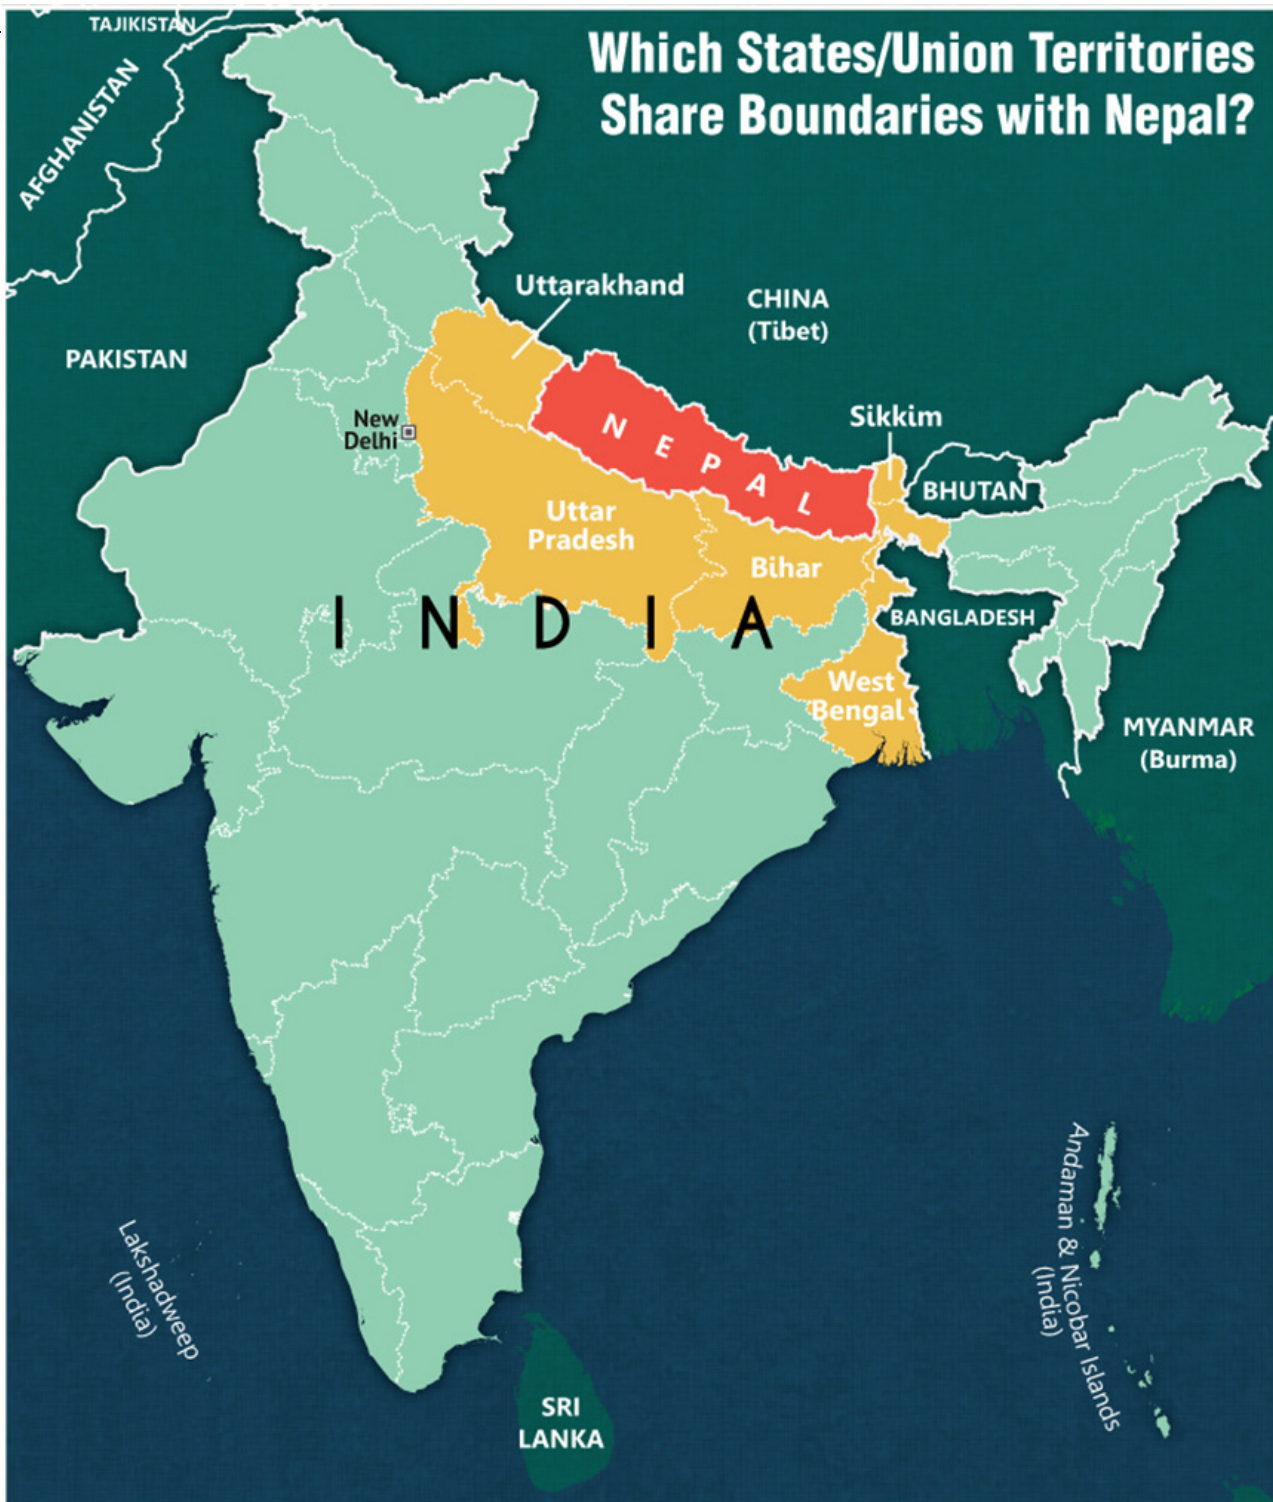 Which States/Union Territories
Share Boundaries with Nepal?
TAJIKISTAN
AFGHANISTAN
PAKISTAN
Uttarakhand
CHINA
(Tibet)
New
Delhi
NEPAL
Sikkim
BHUTAN
Uttar
Pradesh
Bihar
INDIA
BANGLADESH
West
Bengal
MYANMAR
(Burma)
Lakshadweep
(India)
Andaman & Nicobar Islands
(India)
SRI
LANKA